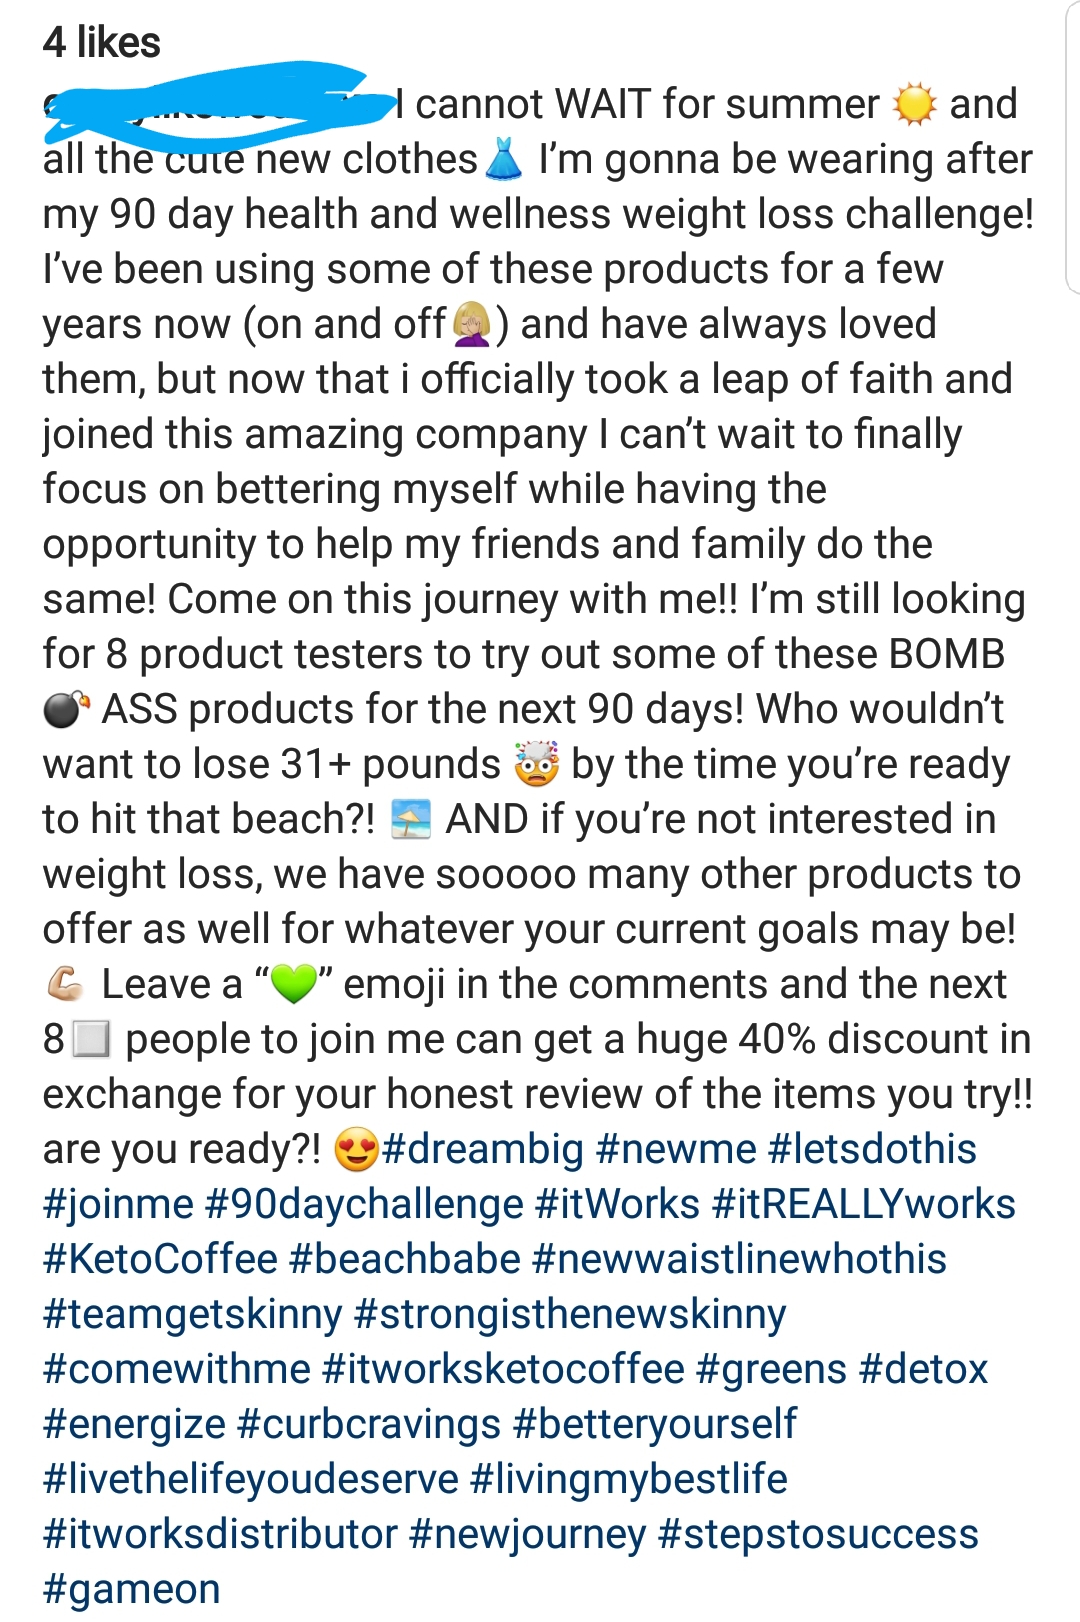 4 likes
I cannot WAIT for summer ☀️ and
all the cute new clothes👗 I’m gonna be wearing after
my 90 day health and wellness weight loss challenge!
I’ve been using some of these products for a few
years now (on and off🤦🏼‍♀️) and have always loved
them, but now that i officially took a leap of faith and
joined this amazing company I can’t wait to finally
focus on bettering myself while having the
opportunity to help my friends and family do the
same! Come on this journey with me!! I’m still looking
for 8 product testers to try out some of these BOMB
💣 ASS products for the next 90 days! Who wouldn’t
want to lose 31+ pounds 🤯 by the time you’re ready
to hit that beach?! 🏖 AND if you’re not interested in
weight loss, we have sooooo many other products to
offer as well for whatever your current goals may be!
💪🏼 Leave a “💚” emoji in the comments and the next
8◻️ people to join me can get a huge 40% discount in
exchange for your honest review of the items you try!!
are you ready?! 😍#dreambig #newme #letsdothis
#joinme #90daychallenge #itWorks #itREALLYworks
#KetoCoffee #beachbabe #newwaistlinewhothis
#teamgetskinny #strongisthenewskinny
#comewithme #itworksketocoffee #greens #detox
#energize #curbcravings #betteryourself
#livethelifeyoudeserve #livingmybestlife
#itworksdistributor #newjourney #stepstosuccess
#gameon